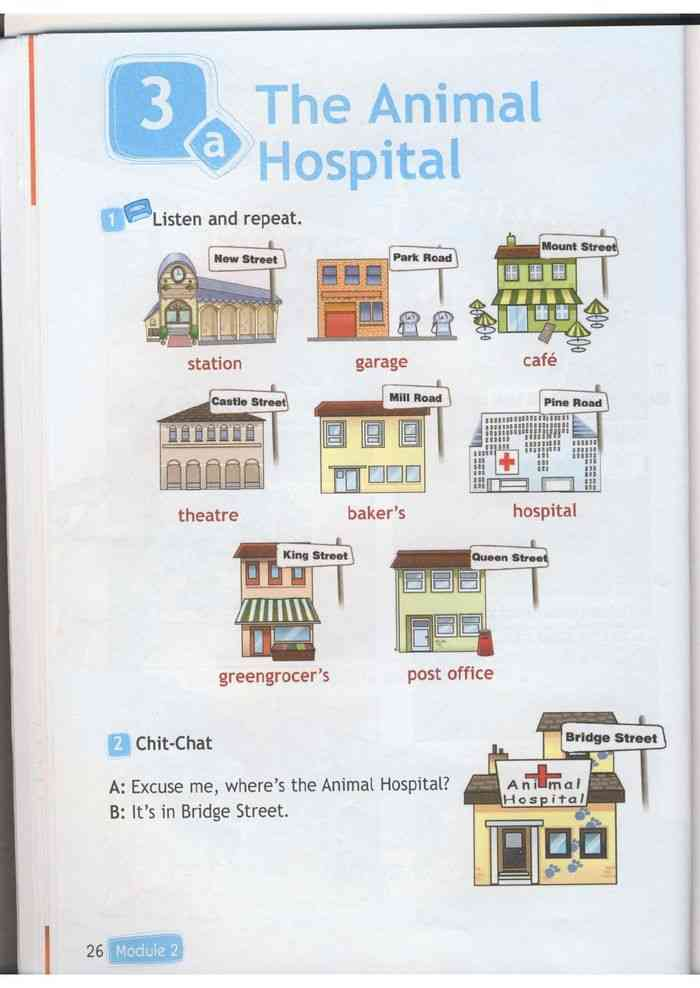 3
a
The Animal
Hospital
1 Listen and repeat.
New Street
Park Road
Mount Street
station
garage
café
Castle Street
Mill Road
Pine Road
theatre
baker's
hospital
King Street
Queen Street
greengrocer's
post office
2 Chit-Chat
Bridge Street
Animal
Hospital
A: Excuse me, where's the Animal Hospital?
B: It's in Bridge Street.
26 Module 2